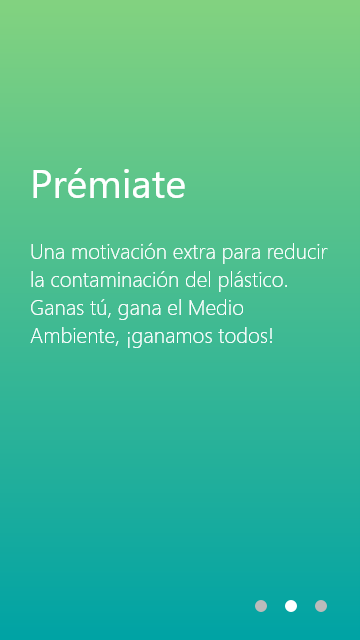 Prémiate
Una motivación extra para reducir
la contaminación del plástico.
Ganas tú, gana el Medio
Ambiente, ¡ganamos todos!